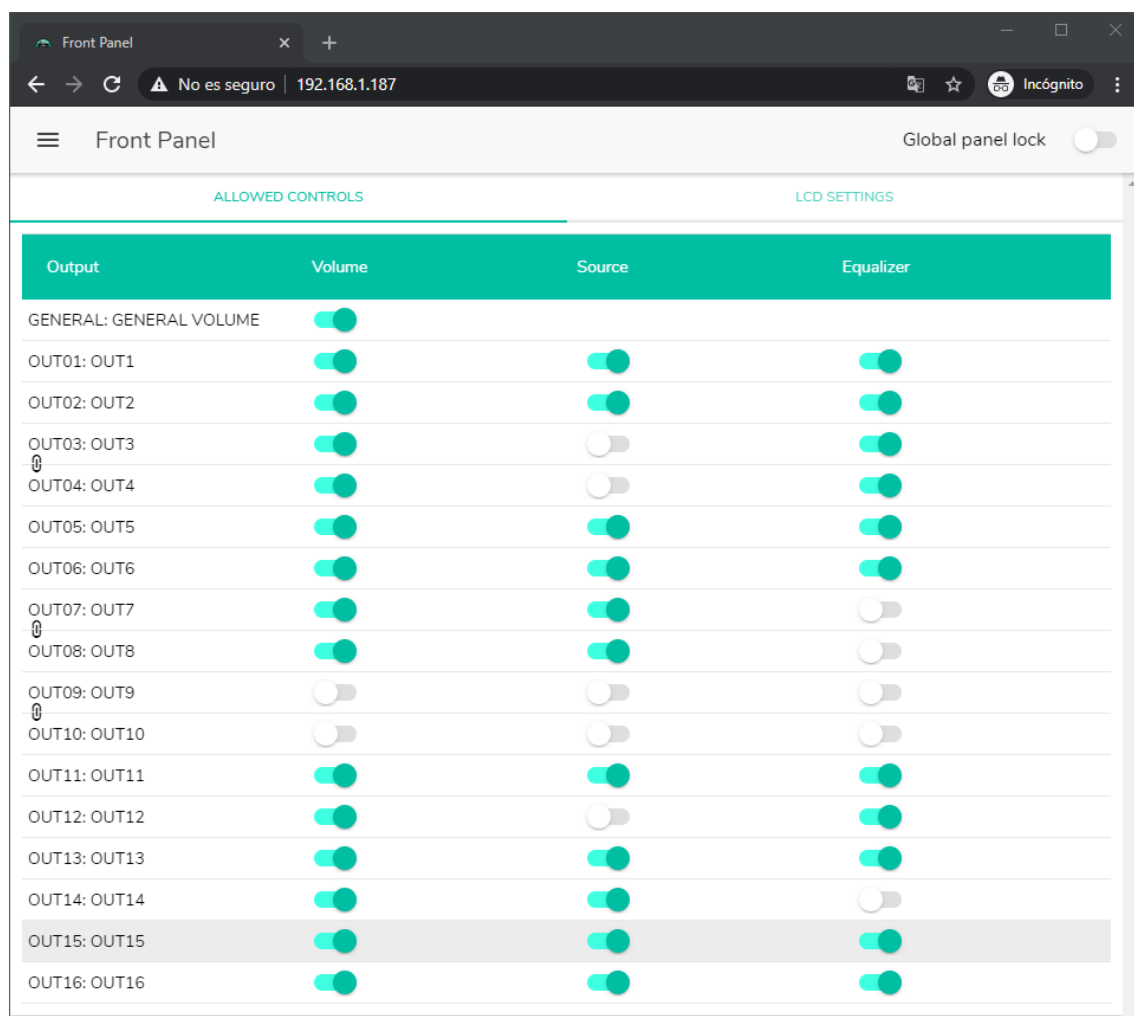 Front Panel
No es seguro 192.168.1.187 Incógnito
Front Panel Global panel lock
ALLOWED CONTROLS LCD SETTINGS
Output Volume Source Equalizer
GENERAL: GENERAL VOLUME
OUT01: OUT1
OUT02: OUT2
OUT03: OUT3
OUT04: OUT4
OUT05: OUT5
OUT06: OUT6
OUT07: OUT7
OUT08: OUT8
OUT09: OUT9
OUT10: OUT10
OUT11: OUT11
OUT12: OUT12
OUT13: OUT13
OUT14: OUT14
OUT15: OUT15
OUT16: OUT16